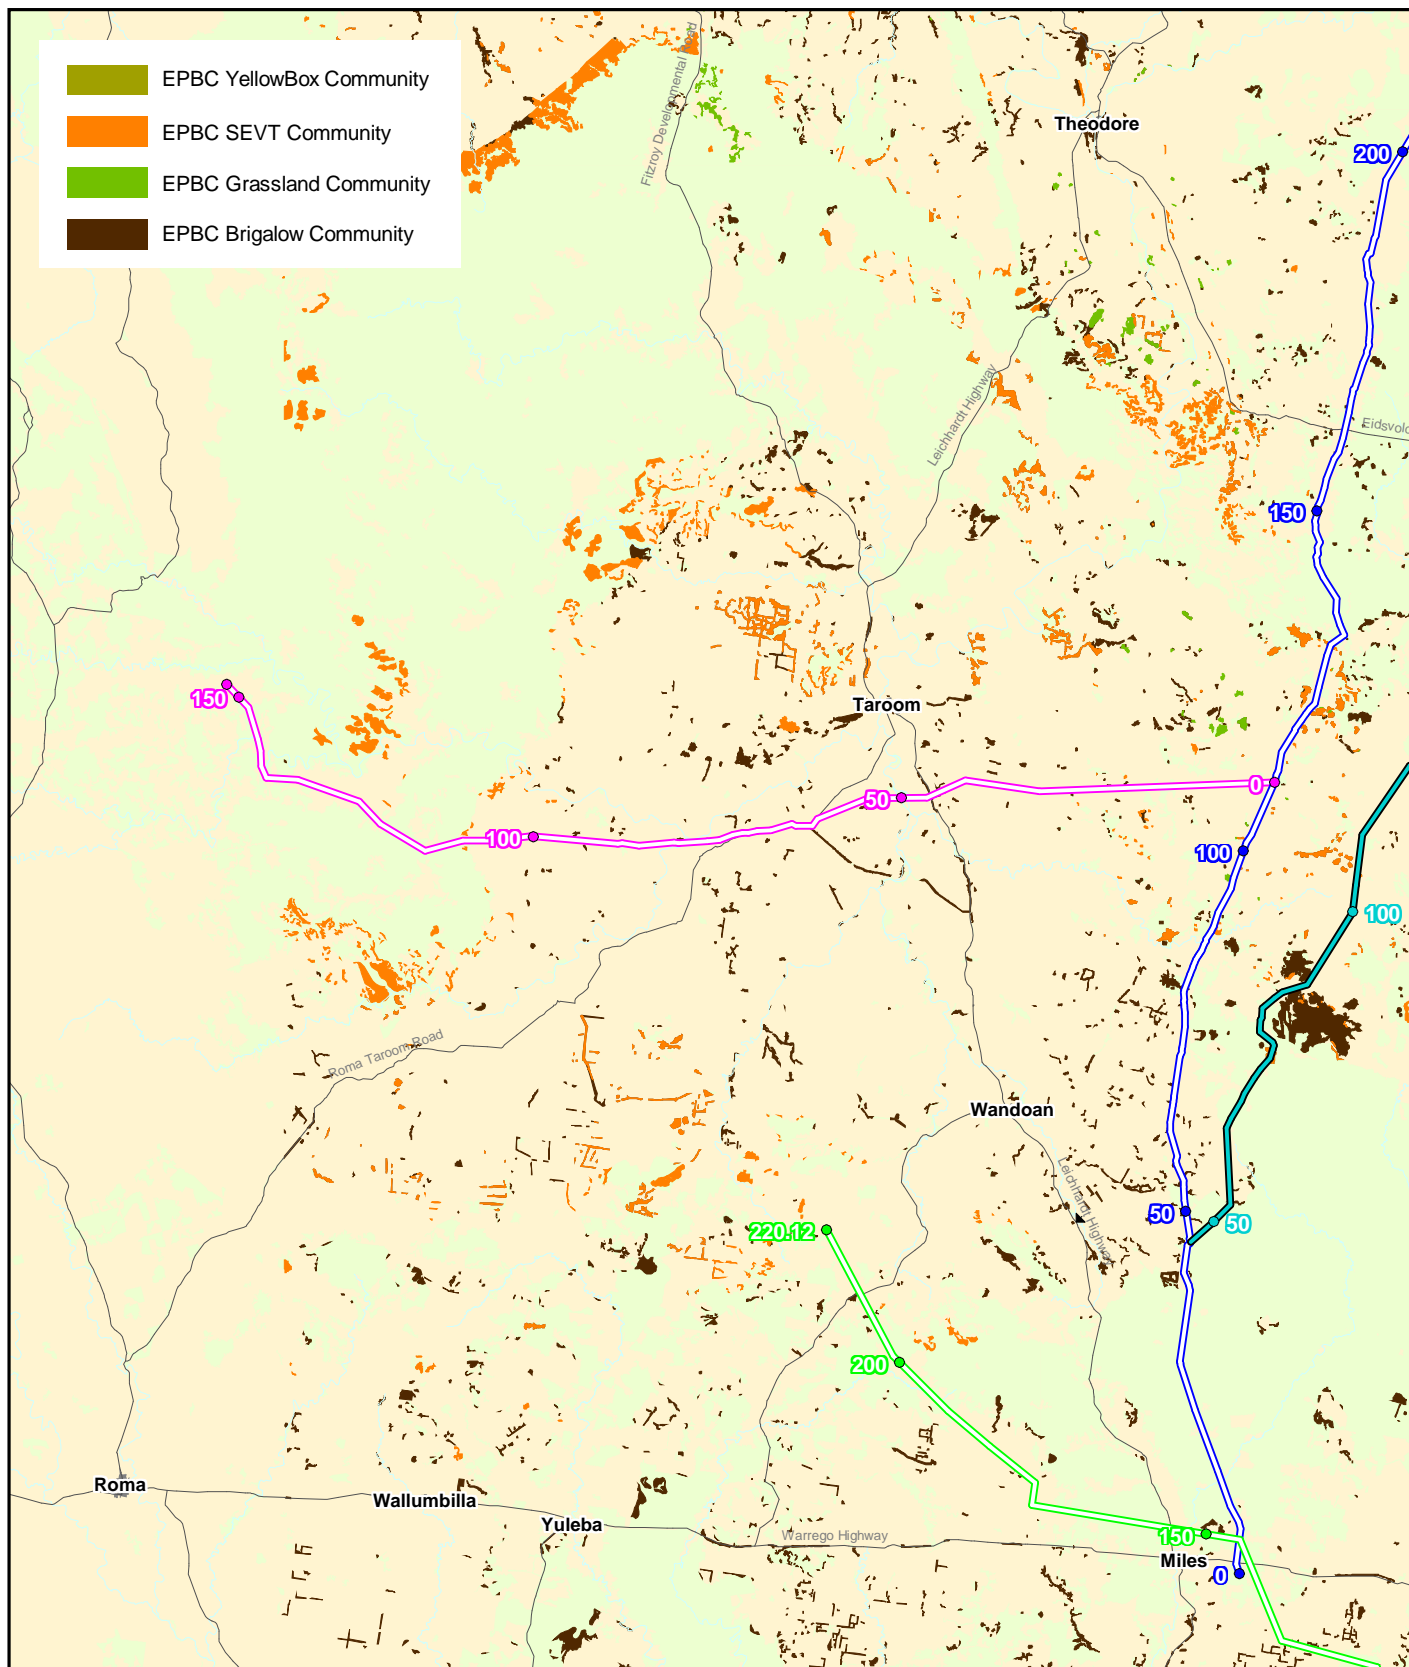 EPBC YellowBox Community
EPBC SEVT Community
EPBC Grassland Community
EPBC Brigalow Community
Fitzroy Developmental Road
Theodore
200
Leichhardt Highway
Eidsvold
150
Taroom
150
0
50
100
100
100
Roma Taroom Road
Wandoan
Leichhardt Highway
50
50
220.12
200
Roma
Wallumbilla
Yuleba
Warrego Highway
150
Miles
0